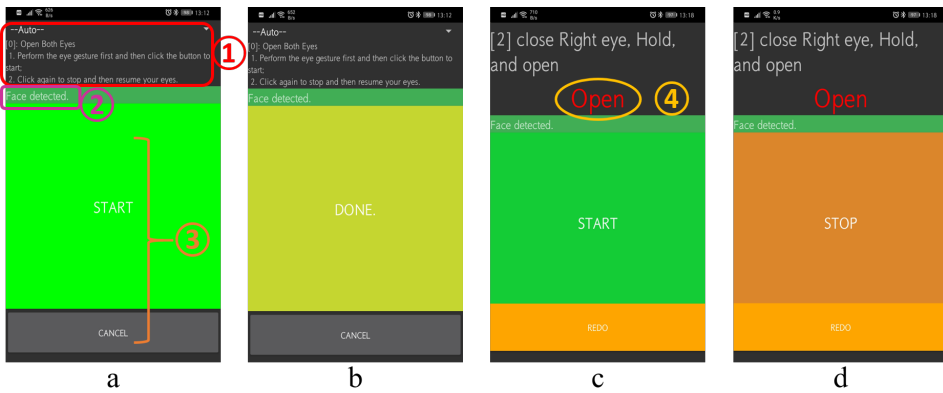 626
B/s
13:12
--Auto--
[0]: Open Both Eyes
1. Perform the eye gesture first and then click the button to
start;
2. Click again to stop and then resume your eyes.
1
Face detected.
2
START
3
CANCEL
a
652
B/s
13:12
--Auto--
[0]: Open Both Eyes
1. Perform the eye gesture first and then click the button to
start;
2. Click again to stop and then resume your eyes.
Face detected.
DONE.
CANCEL
b
710
B/s
13:18
[2] close Right eye, Hold,
and open
Open
4
Face detected.
START
REDO
c
0.9
K/s
13:18
[2] close Right eye, Hold,
and open
Open
Face detected.
STOP
REDO
d